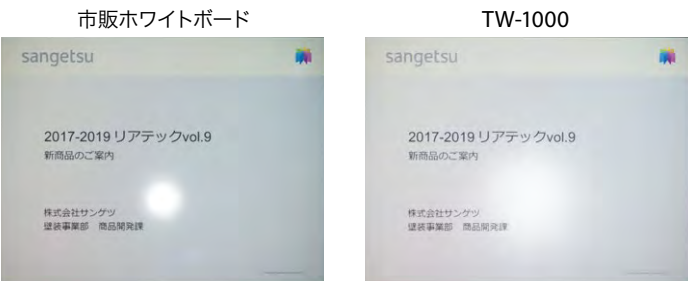 市販ホワイトボード
sangetsu
2017-2019 リアテックvol.9
新商品のご案内
株式会社サンゲツ
壁装事業部 商品開発課
TW-1000
sangetsu
2017-2019 リアテックvol.9
新商品のご案内
株式会社サンゲツ
壁装事業部 商品開発課